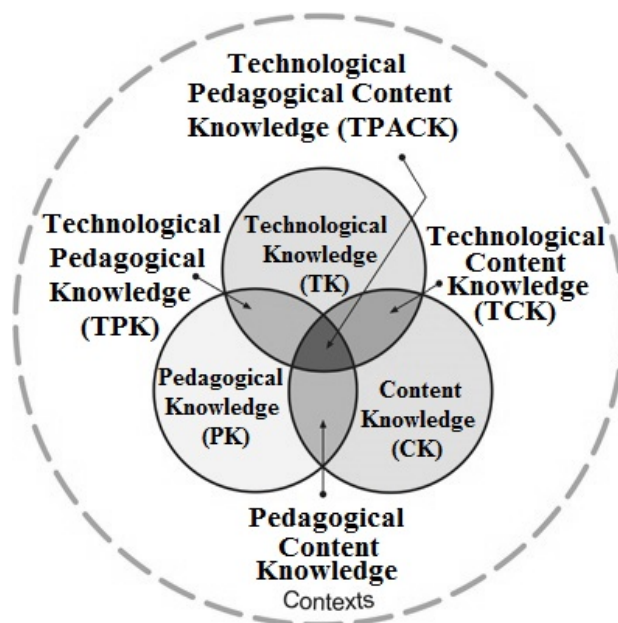 Technological
Pedagogical Content
Knowledge (TPACK)
Technological
Pedagogical
Knowledge
(TPK)
Technological
Knowledge
(TK)
Technological
Content
Knowledge
(TCK)
Pedagogical
Knowledge
(PK)
Content
Knowledge
(CK)
Pedagogical
Content
Knowledge
Contexts